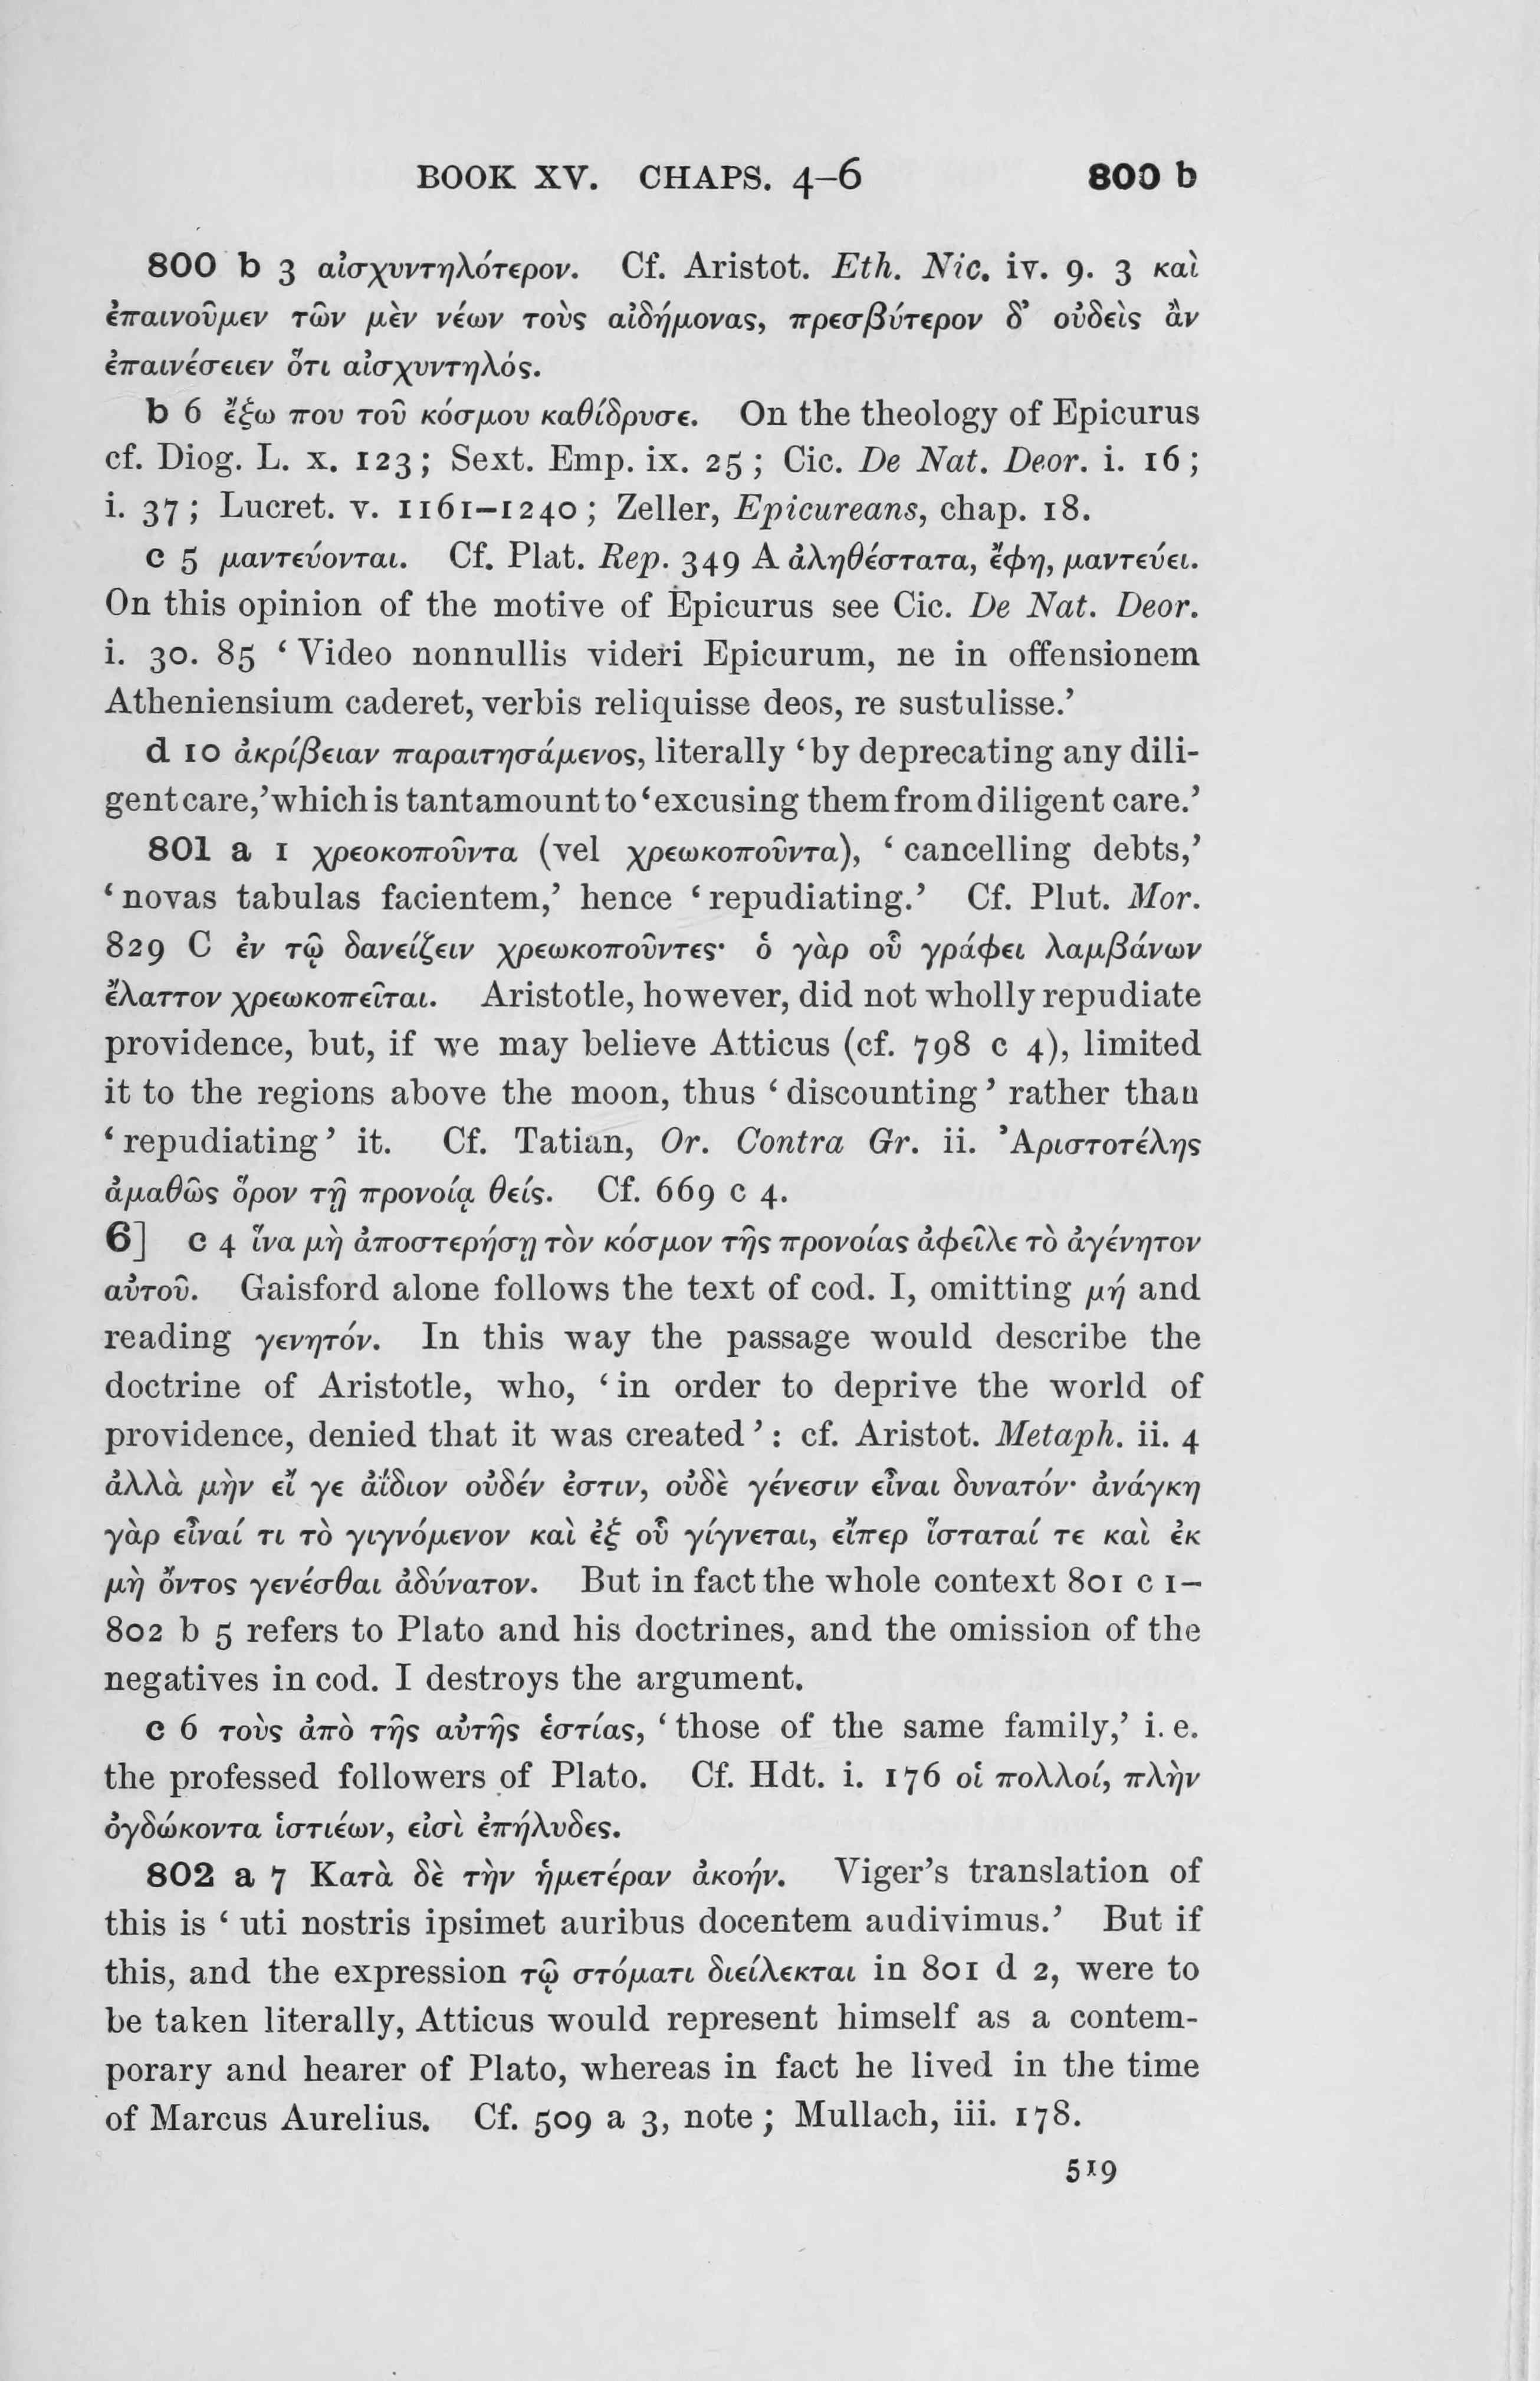 BOOK XV. CHAPS. 4–6 800 b
800 b 3 αἰσχυντηλότερον. Cf. Aristot. Eth. Nic. iv. 9. 3 καὶ
ἐπαινοῦμεν τῶν μὲν νέων τοὺς αἰδήμονας, πρεσβύτερον δ’ οὐδεὶς ἂν
ἐπαινέσειεν ὅτι αἰσχυντηλός.
b 6 ἔξω που τοῦ κόσμου καθίδρυσε. On the theology of Epicurus
cf. Diog. L. x. 123; Sext. Emp. ix. 25; Cic. De Nat. Deor. i. 16;
i. 37; Lucret. v. 1161–1240; Zeller, Epicureans, chap. 18.
c 5 μαντεύονται. Cf. Plat. Rep. 349 A ἀληθέστατα, ἔφη, μαντεύει.
On this opinion of the motive of Epicurus see Cic. De Nat. Deor.
i. 30. 85 ‘Video nonnullis videri Epicurum, ne in offensionem
Atheniensium caderet, verbis reliquisse deos, re sustulisse.’
d 10 ἀκρίβειαν παραιτησάμενος, literally ‘by deprecating any dili-
gent care,’ which is tantamount to ‘excusing them from diligent care.’
801 a 1 χρεοκοποῦντα (vel χρεωκοποῦντα), ‘cancelling debts,’
‘novas tabulas facientem,’ hence ‘repudiating.’ Cf. Plut. Mor.
829 C ἐν τῷ δανείζειν χρεωκοποῦντες· ὁ γὰρ οὗ γράφει λαμβάνων
ἔλαττον χρεωκοπεῖται. Aristotle, however, did not wholly repudiate
providence, but, if we may believe Atticus (cf. 798 c 4), limited
it to the regions above the moon, thus ‘discounting’ rather than
‘repudiating’ it. Cf. Tatian, Or. Contra Gr. ii. Ἀριστοτέλης
ἀμαθῶς ὅρον τῇ προνοίᾳ θείς. Cf. 669 c 4.
6] c 4 ἵνα μὴ ἀποστερήσῃ τὸν κόσμον τῆς προνοίας ἀφεῖλε τὸ ἀγένητον
αὐτοῦ. Gaisford alone follows the text of cod. I, omitting μή and
reading γενητόν. In this way the passage would describe the
doctrine of Aristotle, who, ‘in order to deprive the world of
providence, denied that it was created’: cf. Aristot. Metaph. ii. 4
ἀλλὰ μὴν εἴ γε ἀΐδιον οὐδέν ἐστιν, οὐδὲ γένεσιν εἶναι δυνατόν· ἀνάγκη
γὰρ εἶναί τι τὸ γιγνόμενον καὶ ἐξ οὗ γίγνεται, εἴπερ ἵσταταί τε καὶ ἐκ
μὴ ὄντος γενέσθαι ἀδύνατον. But in fact the whole context 801 c 1–
802 b 5 refers to Plato and his doctrines, and the omission of the
negatives in cod. I destroys the argument.
c 6 τοὺς ἀπὸ τῆς αὐτῆς ἑστίας, ‘those of the same family,’ i. e.
the professed followers of Plato. Cf. Hdt. i. 176 οἱ πολλοί, πλὴν
ὀγδώκοντα ἱστιέων, εἰσὶ ἐπήλυδες.
802 a 7 Κατὰ δὲ τὴν ἡμετέραν ἀκοήν. Viger’s translation of
this is ‘uti nostris ipsimet auribus docentem audivimus.’ But if
this, and the expression τῷ στόματι διείλεκται in 801 d 2, were to
be taken literally, Atticus would represent himself as a contem-
porary and hearer of Plato, whereas in fact he lived in the time
of Marcus Aurelius. Cf. 509 a 3, note; Mullach, iii. 178.
519